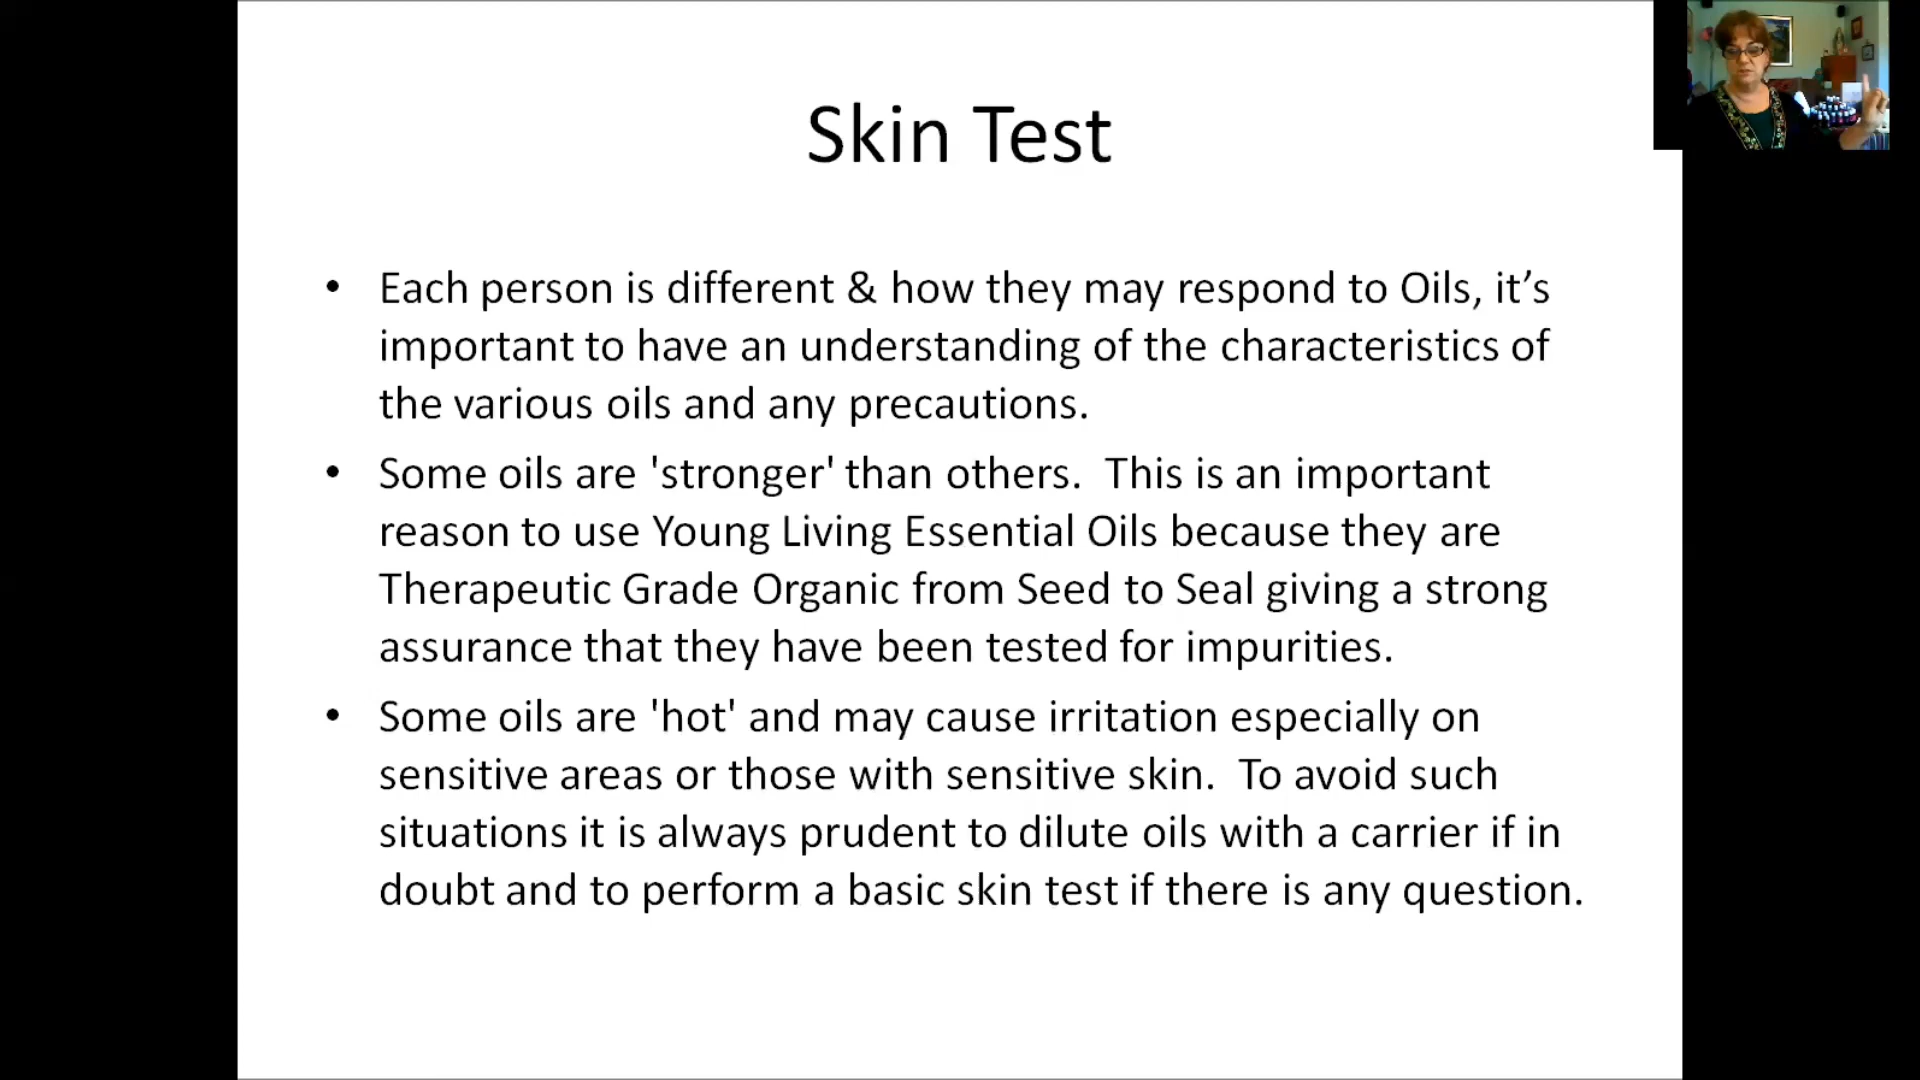 Skin Test
• Each person is different & how they may respond to Oils, it’s
important to have an understanding of the characteristics of
the various oils and any precautions.
• Some oils are 'stronger' than others.  This is an important
reason to use Young Living Essential Oils because they are
Therapeutic Grade Organic from Seed to Seal giving a strong
assurance that they have been tested for impurities.
• Some oils are 'hot' and may cause irritation especially on
sensitive areas or those with sensitive skin.  To avoid such
situations it is always prudent to dilute oils with a carrier if in
doubt and to perform a basic skin test if there is any question.